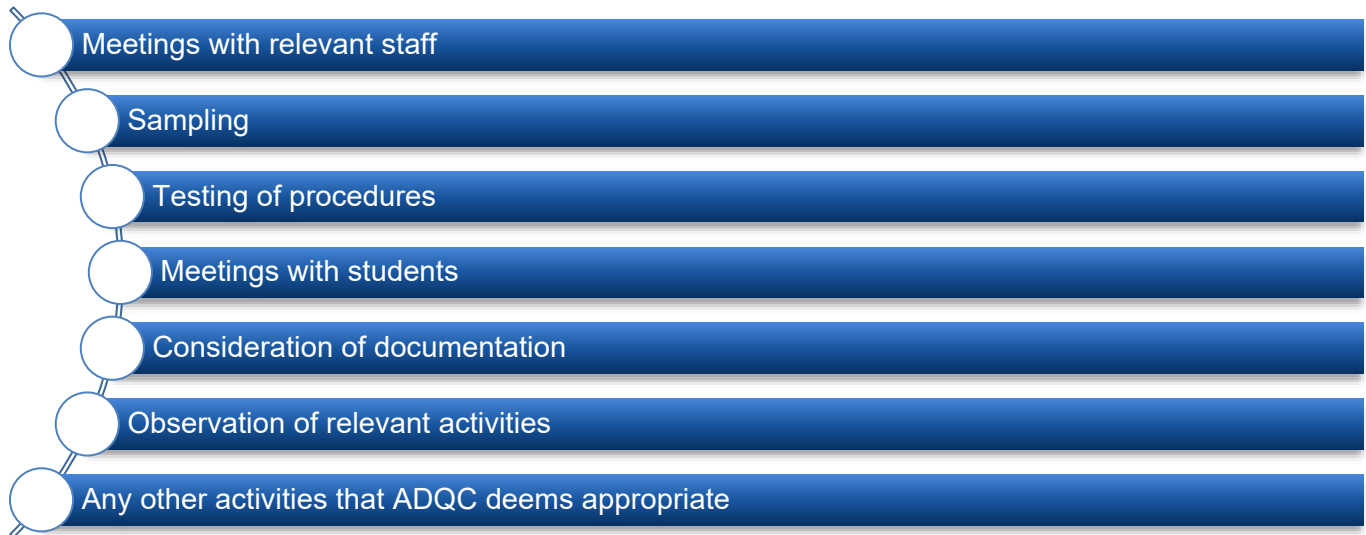 Meetings with relevant staff
Sampling
Testing of procedures
Meetings with students
Consideration of documentation
Observation of relevant activities
Any other activities that ADQC deems appropriate